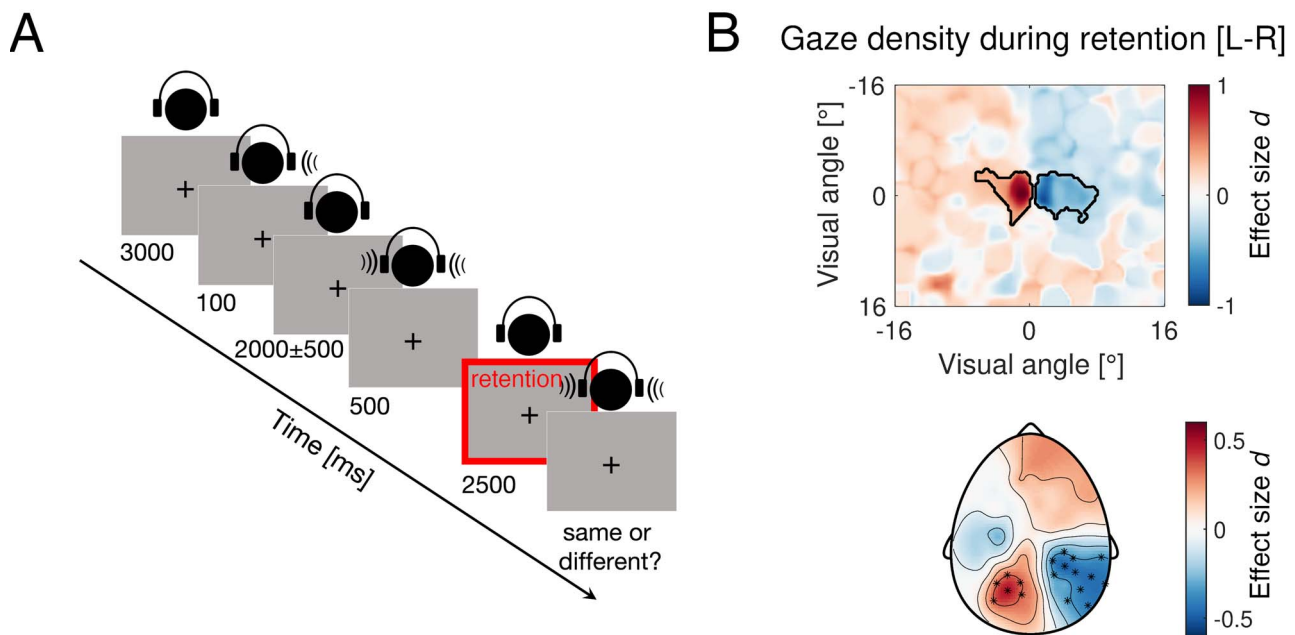 A
3000
100
2000±500
500
retention
2500
same or
different?
Time [ms]
B
Gaze density during retention [L-R]
-16
0
16
Visual angle [°]
-16
0
16
Visual angle [°]
1
0
-1
Effect size d
0.5
0
-0.5
Effect size d